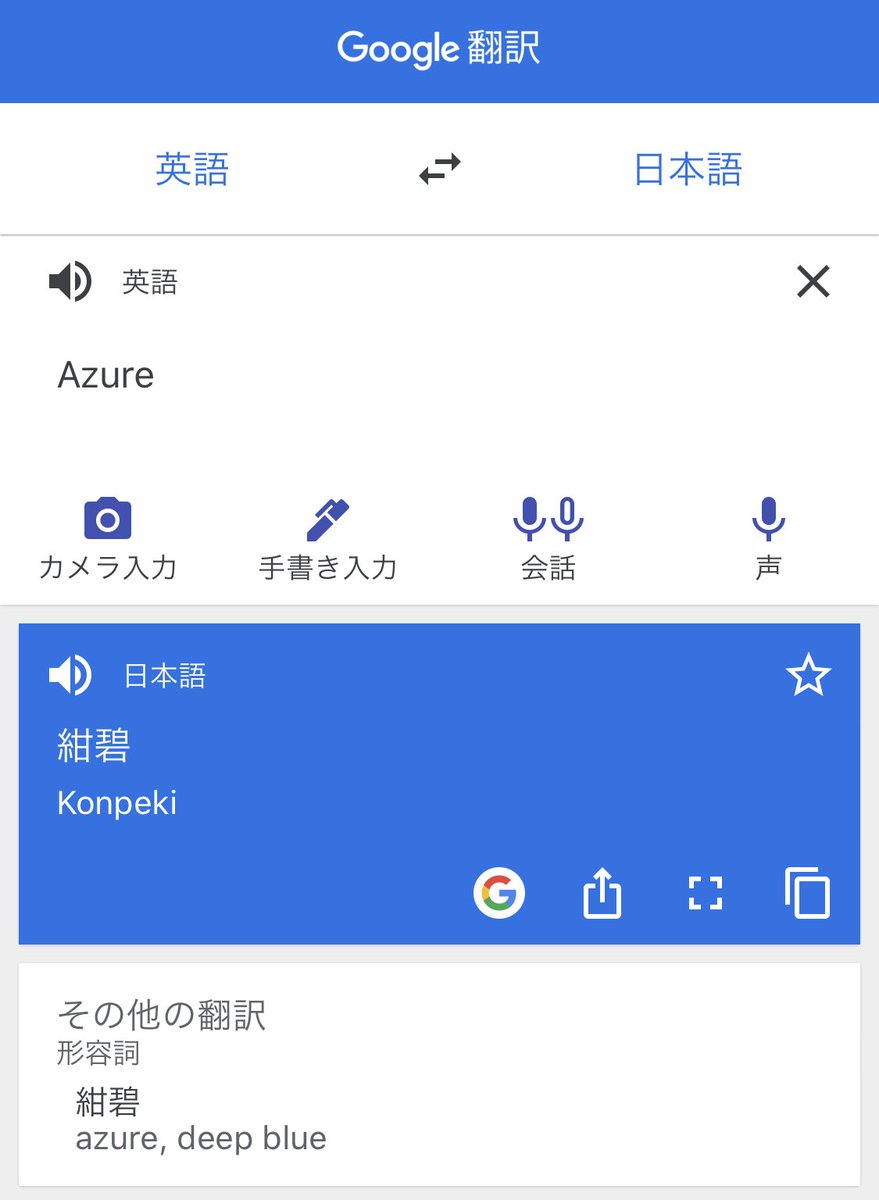 Google 翻訳
英語 日本語
英語
Azure
カメラ入力 手書き入力 会話 声
日本語
紺碧
Konpeki
その他の翻訳
形容詞
紺碧
azure, deep blue